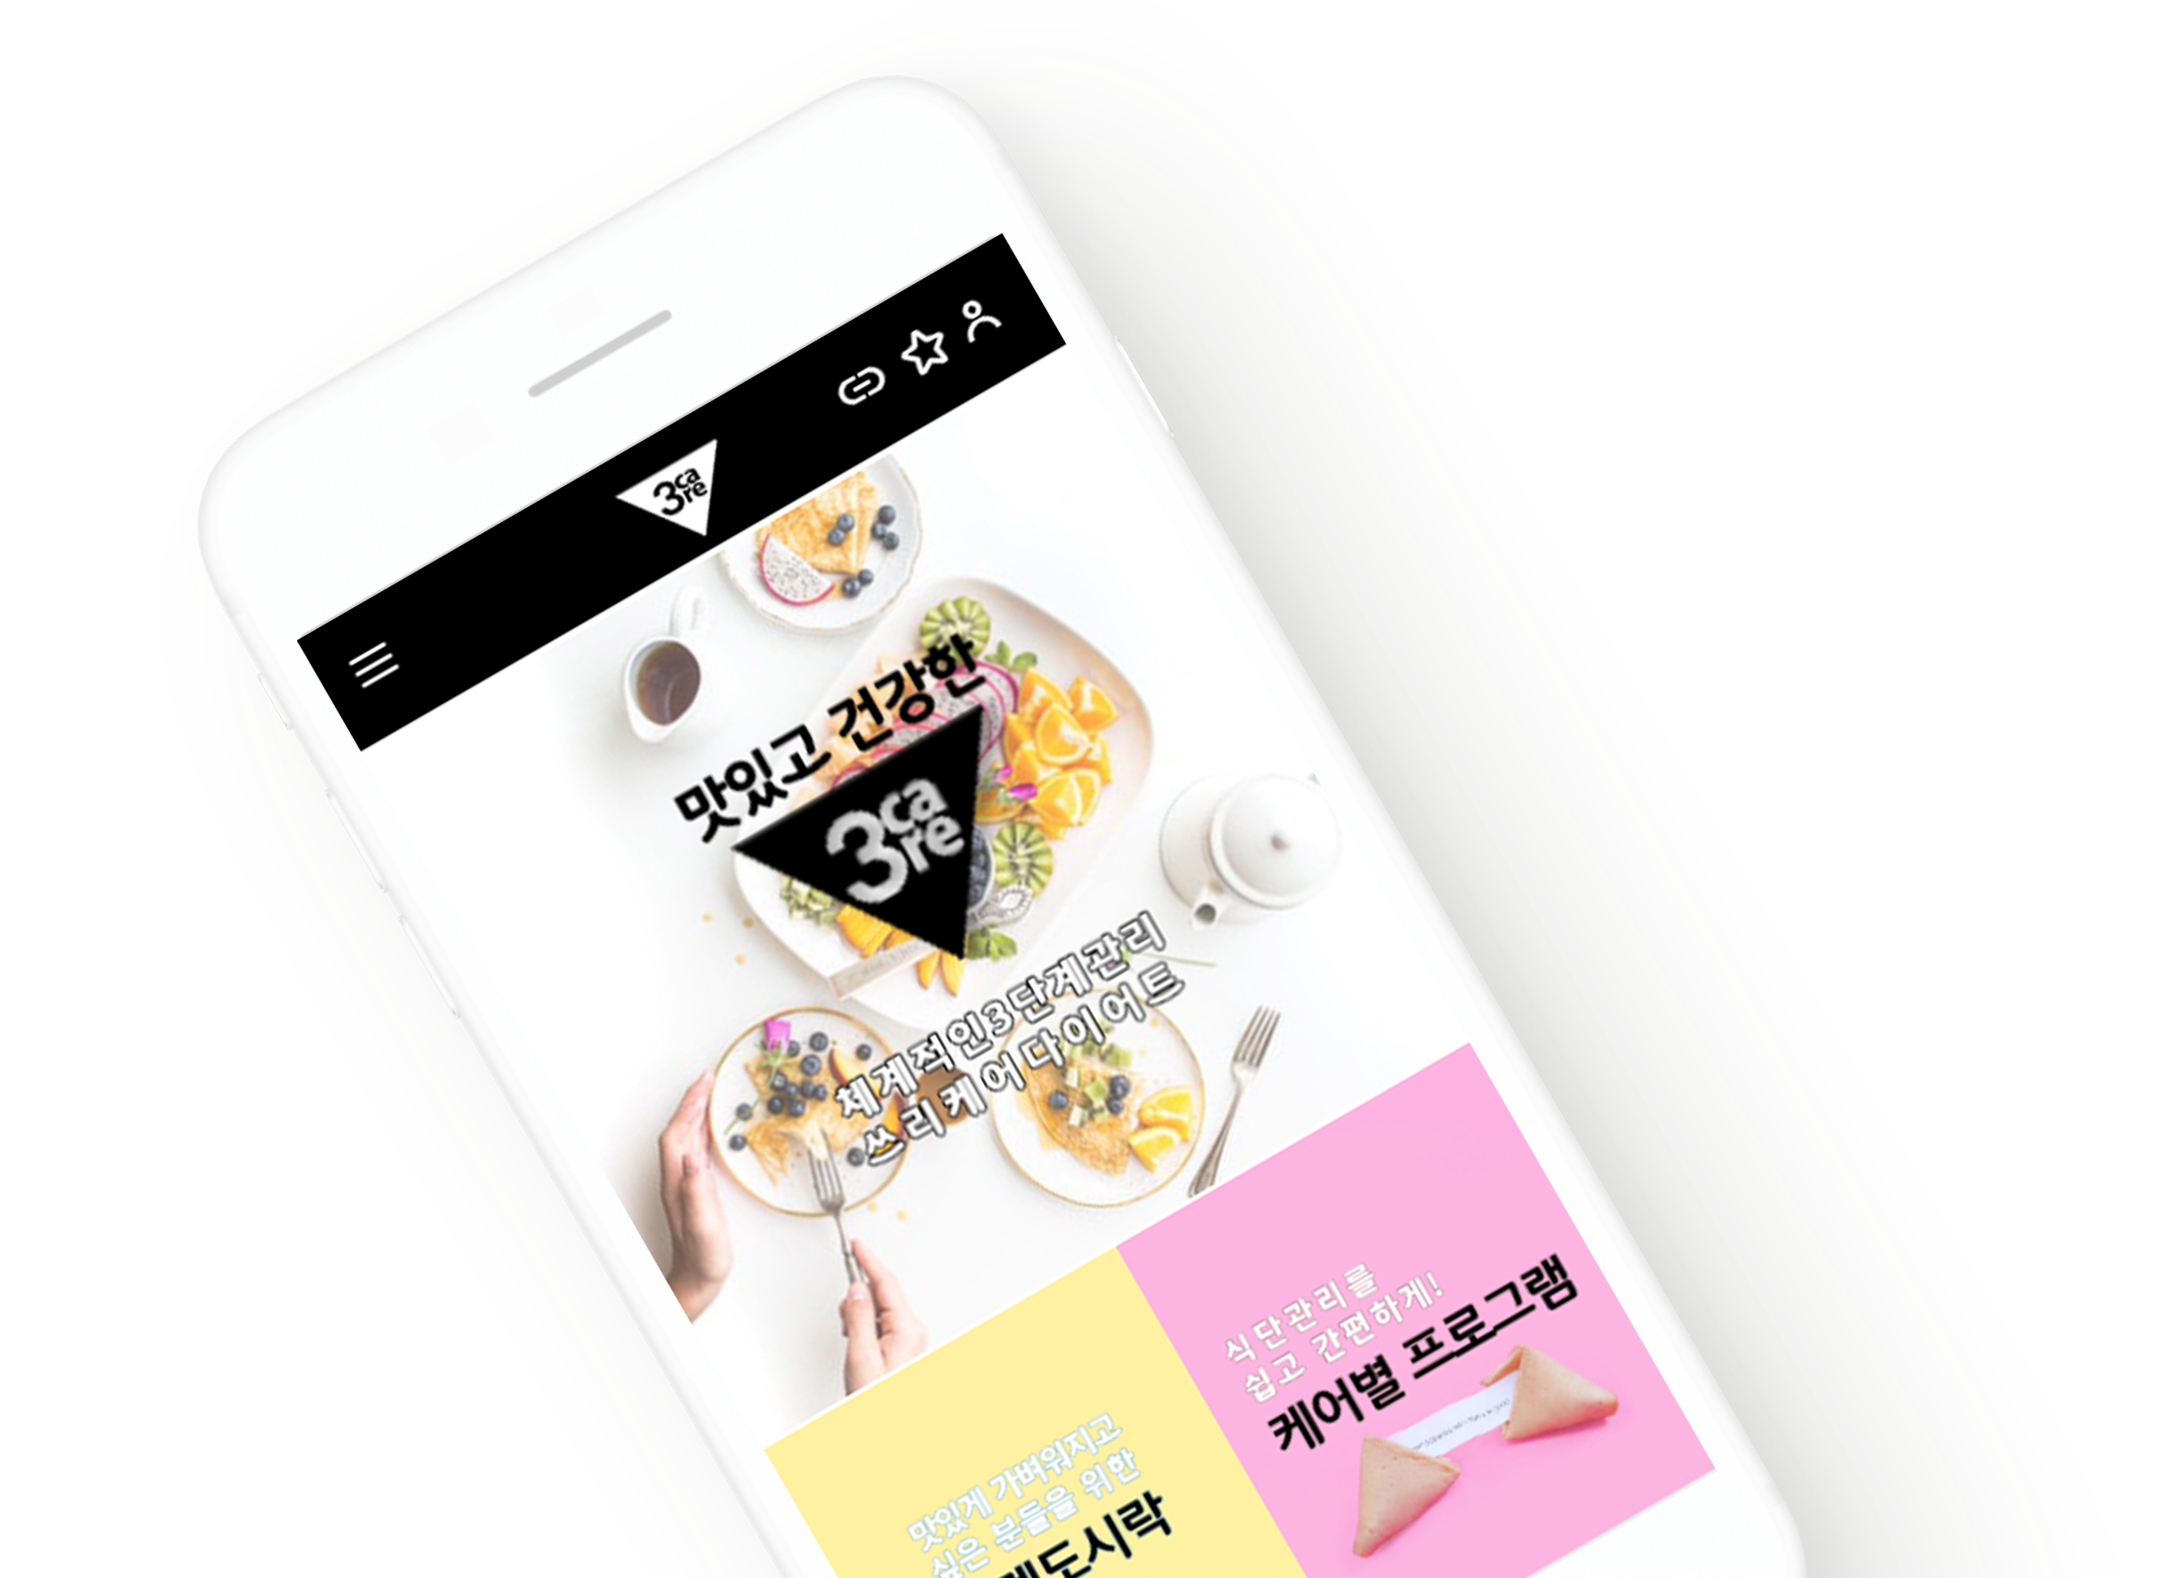 3care
맛있고 건강한
3care
체계적인3단계관리
쓰리케어다이어트
식단관리를
쉽고 간편하게!
케어별 프로그램
맛있게 가벼워지고
싶은 분들을 위한
도시락